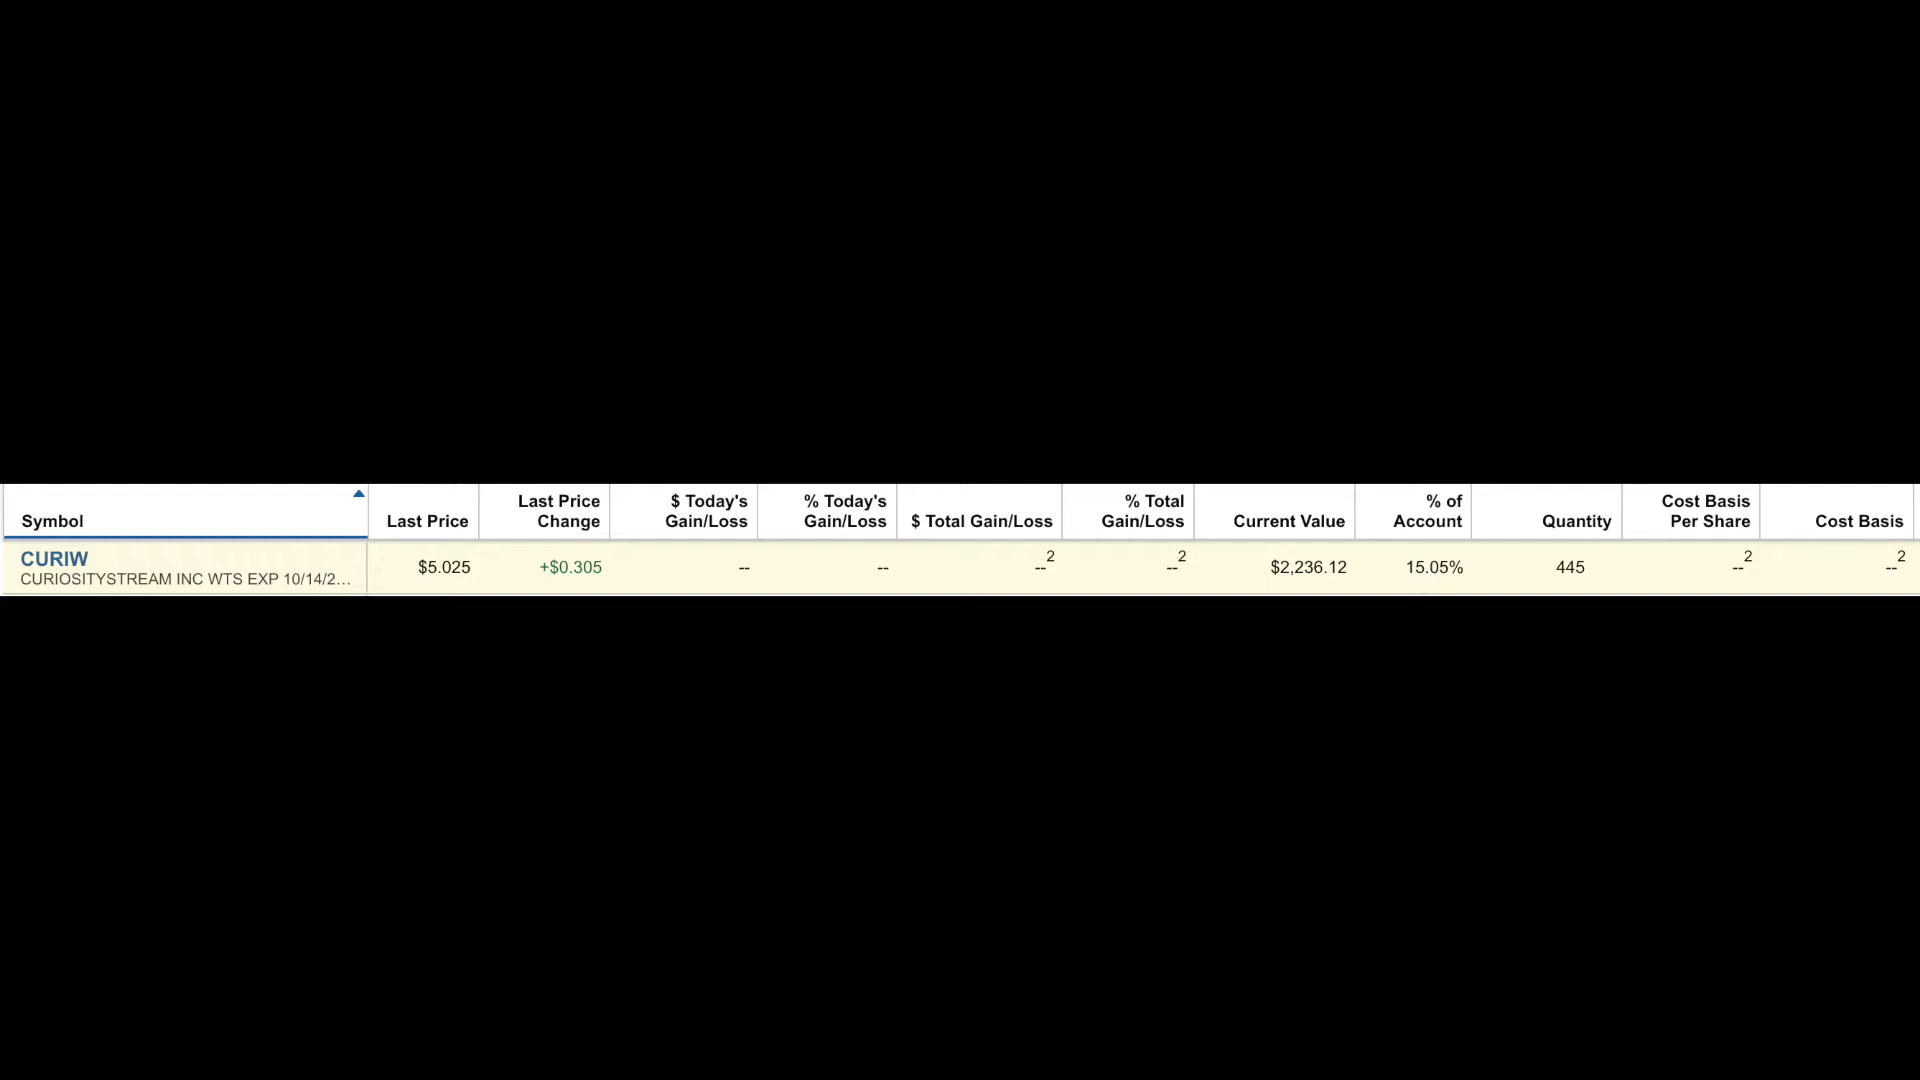 Symbol
Last Price
Last Price
Change
$ Today's
Gain/Loss
% Today's
Gain/Loss
$ Total Gain/Loss
% Total
Gain/Loss
Current Value
% of
Account
Quantity
Cost Basis
Per Share
Cost Basis
CURIW
CURIOSITYSTREAM INC WTS EXP 10/14/2...
$5.025
+$0.305
--
--
--2
--2
$2,236.12
15.05%
445
--2
--2